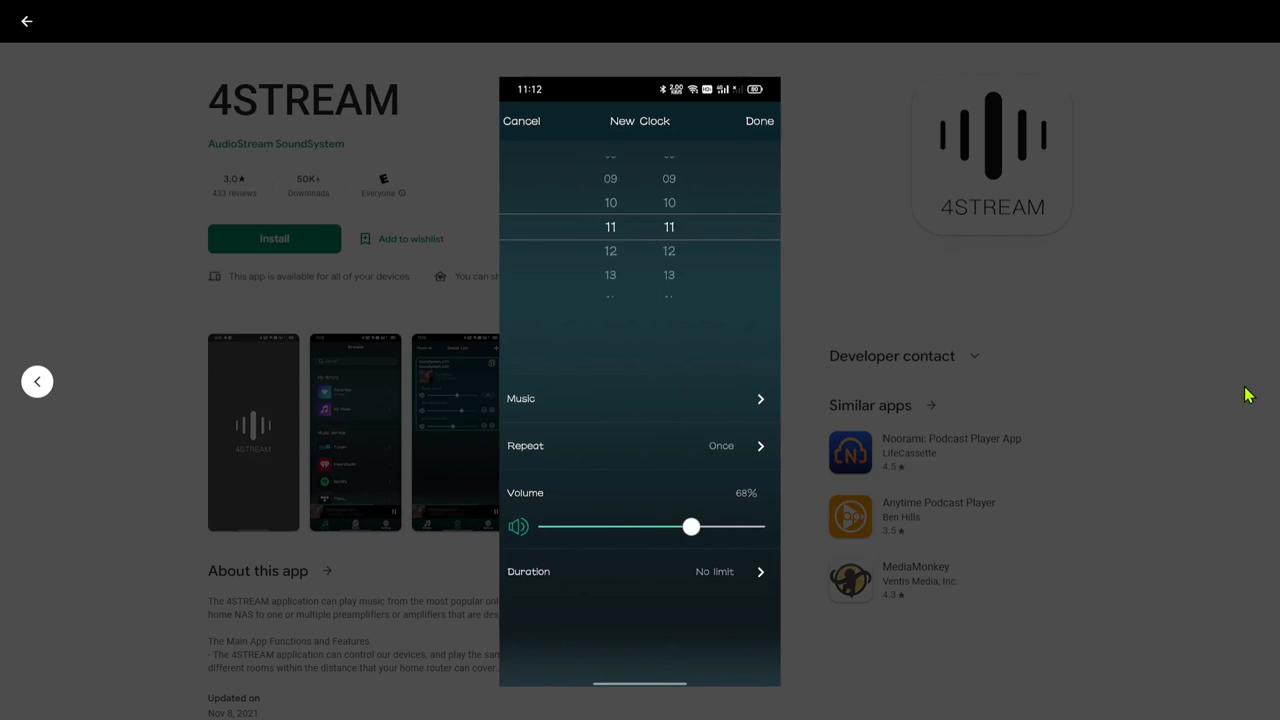 4STREAM
AudioStream SoundSystem
3.0★
433 reviews
50K+
Downloads
E
Everyone
Install
Add to wishlist
This app is available for all of your devices
You can sh
4STREAM
About this app
The 4STREAM application can play music from the most popular onl
home NAS to one or multiple preamplifiers or amplifiers that are des
The Main App Functions and Features
- The 4STREAM application can control our devices, and play the sam
different rooms within the distance that your home router can cover
Updated on
Nov 8, 2021
11:12
80
Cancel
New Clock
Done
09 09
10 10
11 11
12 12
13 13
Music
Repeat
Once
Volume
68%
Duration
No limit
4STREAM
Developer contact
Similar apps
Noorami: Podcast Player App
LifeCassette
4.5★
Anytime Podcast Player
Ben Hills
3.5★
MediaMonkey
Ventis Media, Inc.
4.3★